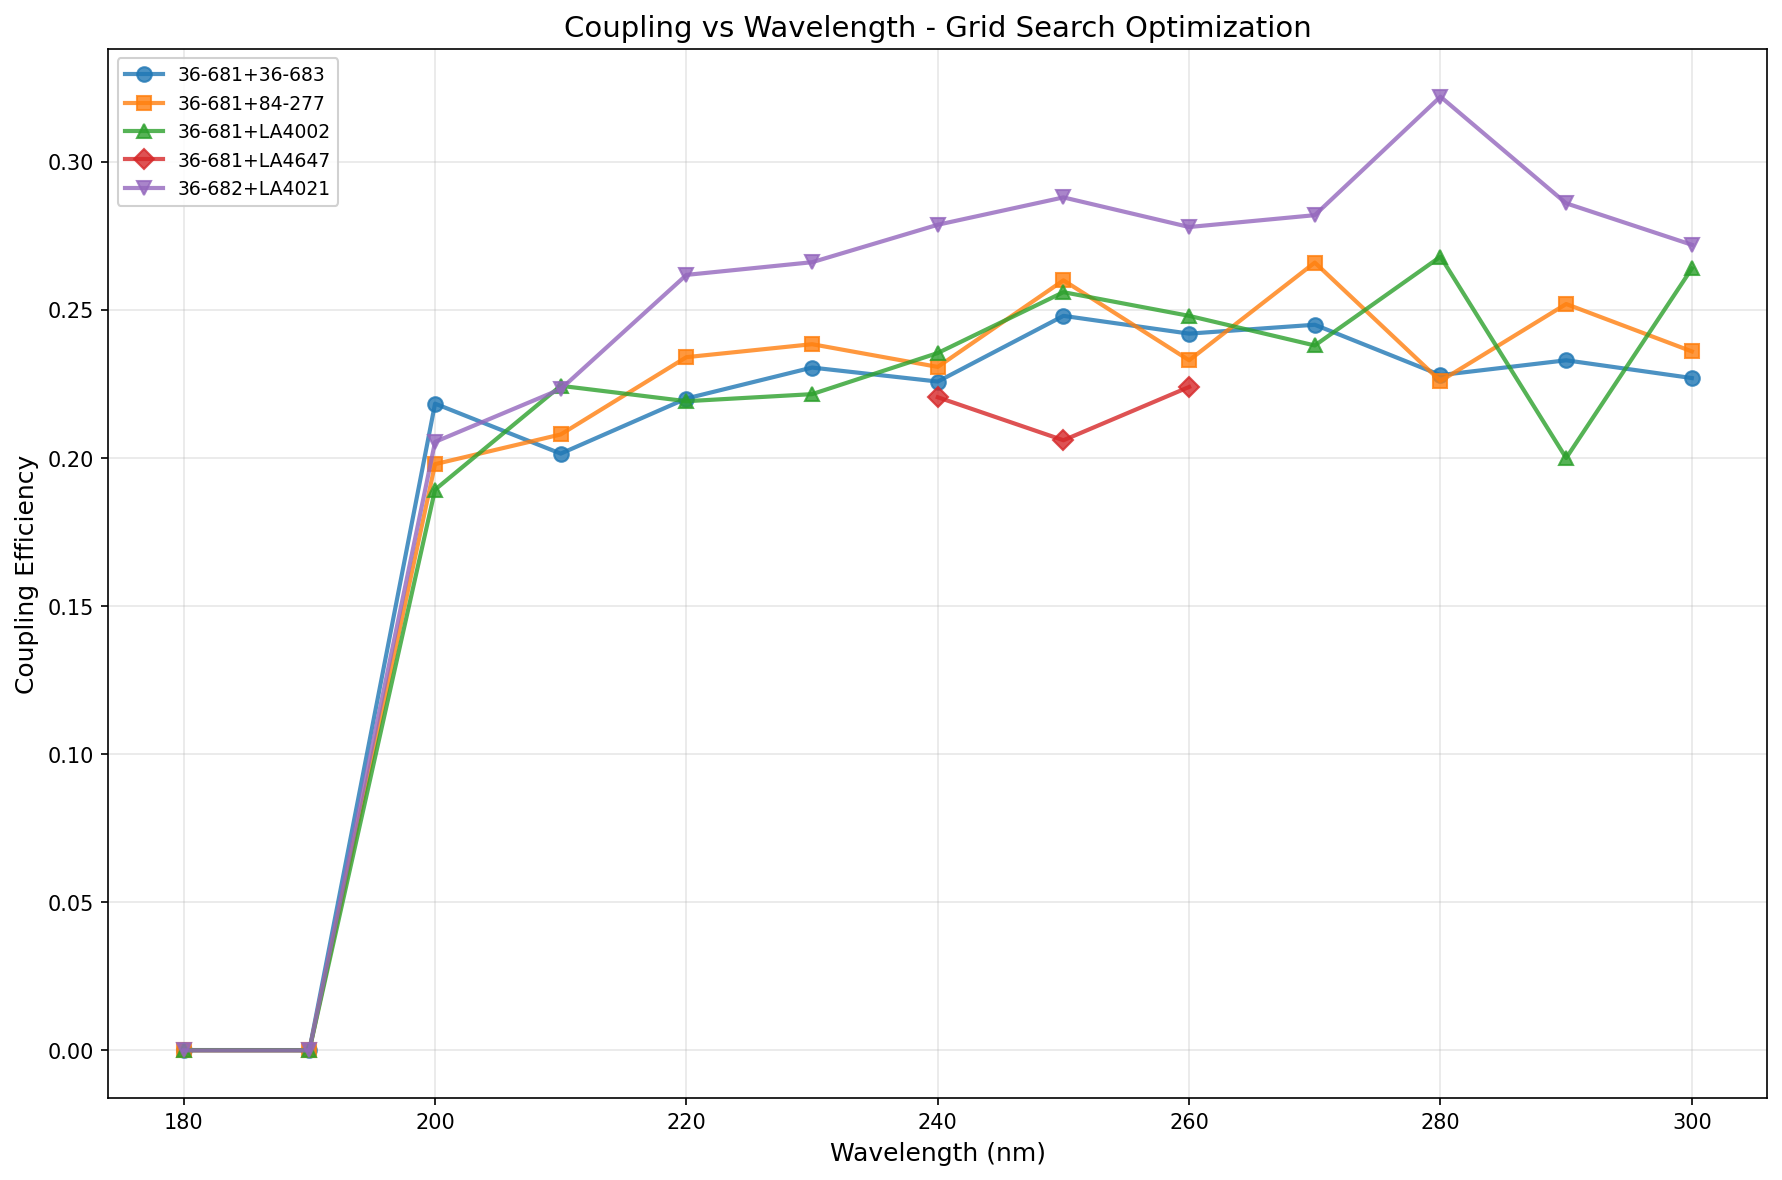 Coupling vs Wavelength - Grid Search Optimization
36-681+36-683
36-681+84-277
36-681+LA4002
36-681+LA4647
36-682+LA4021
0.30
0.25
0.20
0.15
0.10
0.05
0.00
Coupling Efficiency
180 200 220 240 260 280 300
Wavelength (nm)